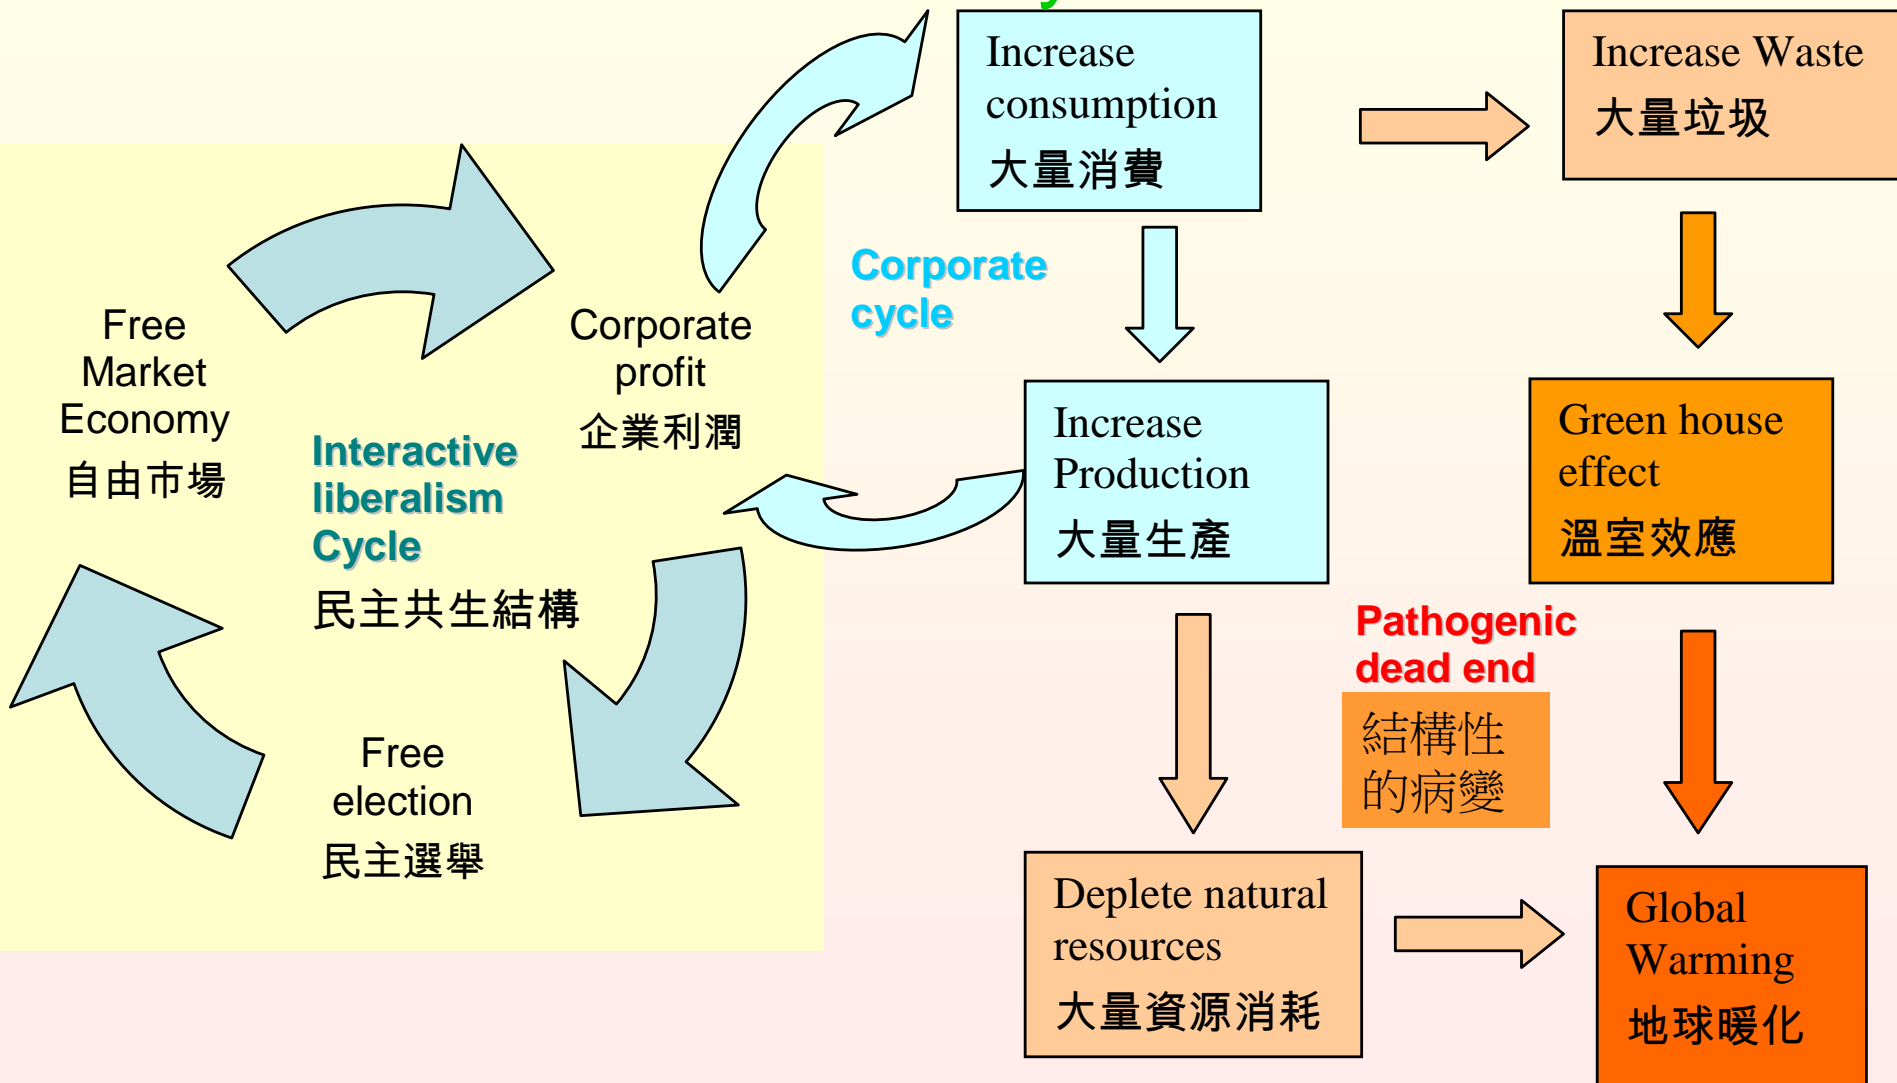 Increase
consumption
大量消費
Increase Waste
大量垃圾
Corporate
cycle
Free
Market
Economy
自由市場
Corporate
profit
企業利潤
Interactive
liberalism
Cycle
民主共生結構
Increase
Production
大量生產
Green house
effect
溫室效應
Pathogenic
dead end
結構性
的病變
Free
election
民主選舉
Deplete natural
resources
大量資源消耗
Global
Warming
地球暖化